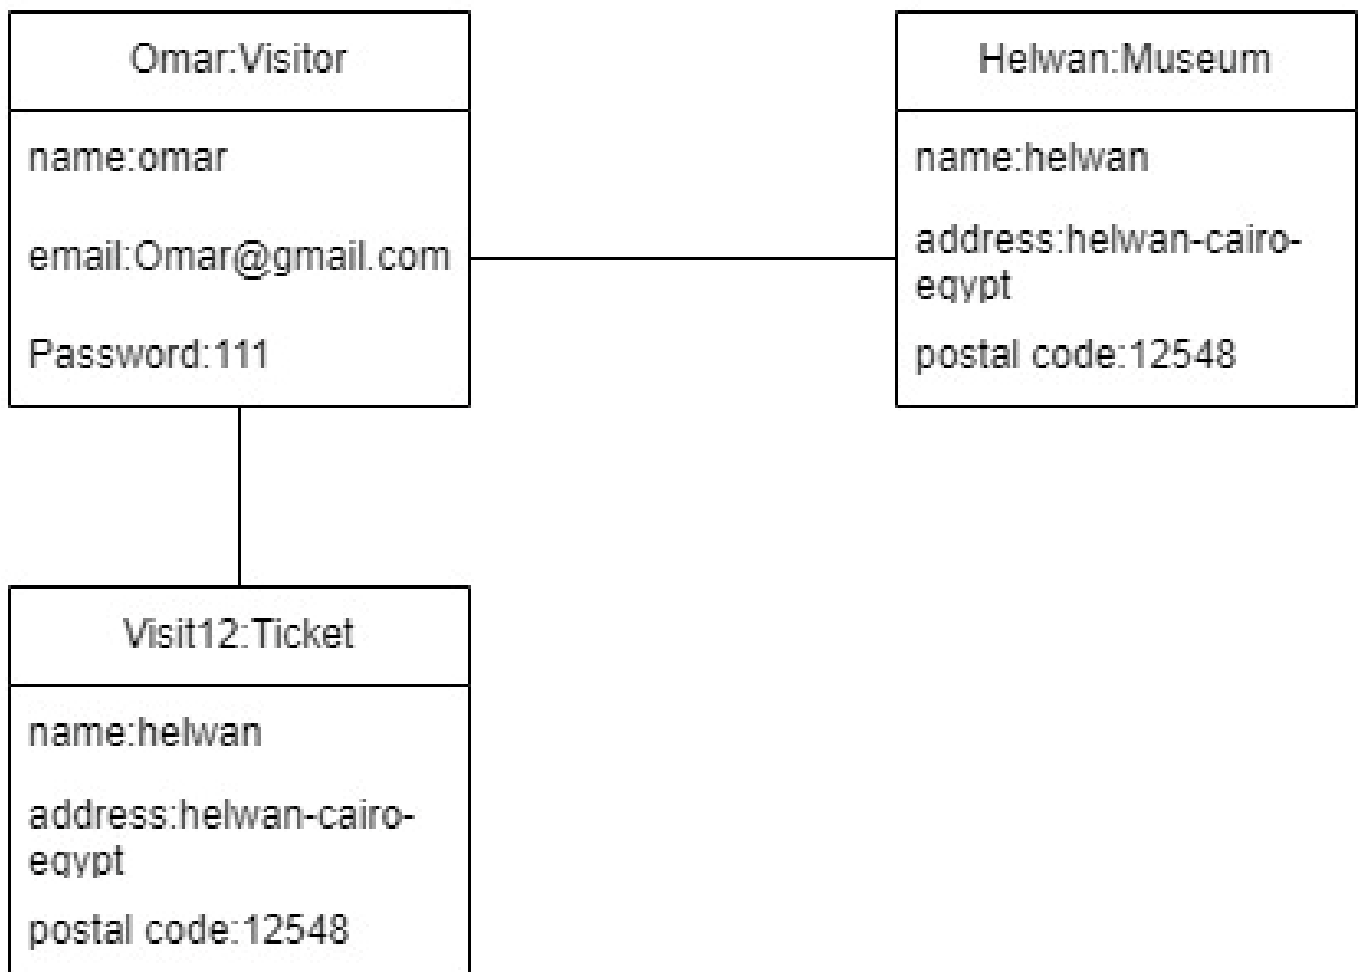 Omar:Visitor
name:omar
email:Omar@gmail.com
Password:111
Helwan:Museum
name:helwan
address:helwan-cairo-
egypt
postal code:12548
Visit12:Ticket
name:helwan
address:helwan-cairo-
egypt
postal code:12548